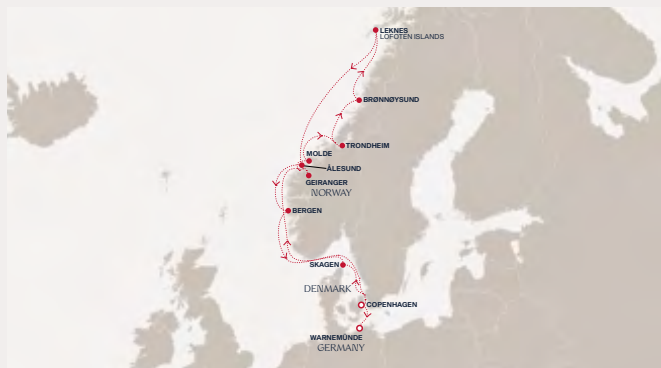 LEKNES
LOFOTEN ISLANDS
BRØNNØYSUND
TRONDHEIM
MOLDE
ÅLESUND
GEIRANGER
NORWAY
BERGEN
SKAGEN
DENMARK
COPENHAGEN
WARNEMÜNDE
GERMANY